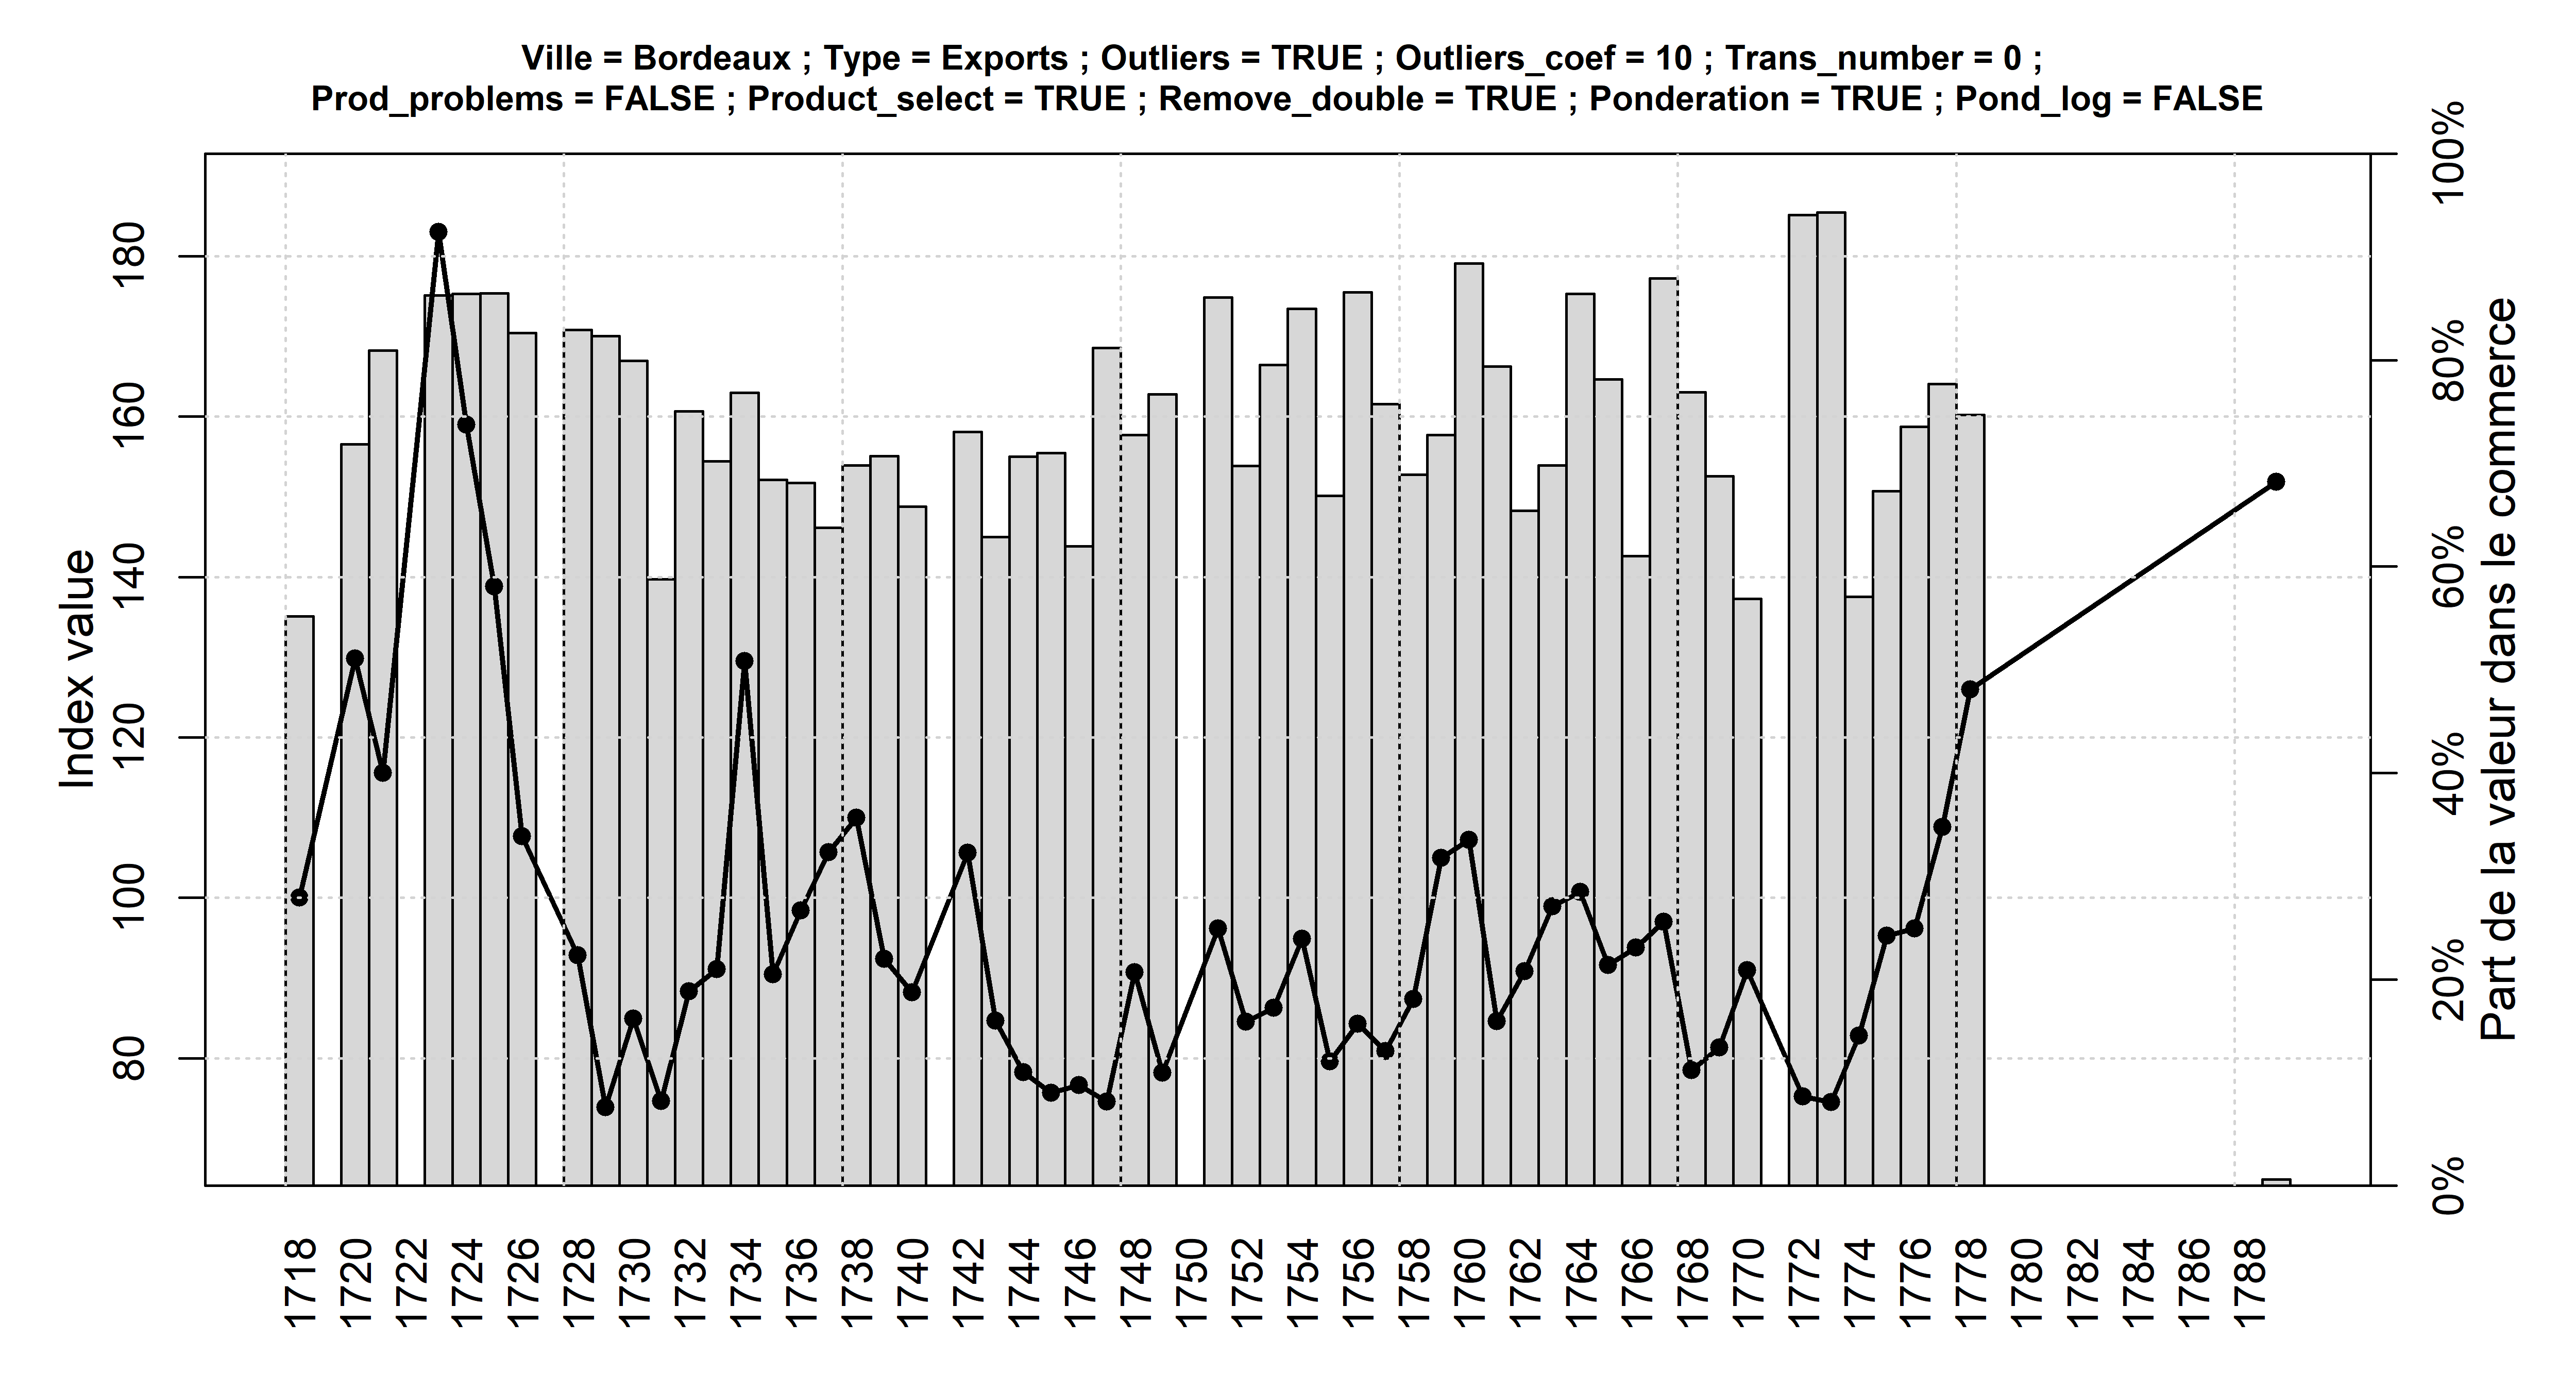 Ville = Bordeaux ; Type = Exports ; Outliers = TRUE ; Outliers_coef = 10 ; Trans_number = 0 ;
Prod_problems = FALSE ; Product_select = TRUE ; Remove_double = TRUE ; Ponderation = TRUE ; Pond_log = FALSE
Index value
180
160
140
120
100
80
100%
80%
60%
40%
20%
0%
Part de la valeur dans le commerce
1718 1720 1722 1724 1726 1728 1730 1732 1734 1736 1738 1740 1742 1744 1746 1748 1750 1752 1754 1756 1758 1760 1762 1764 1766 1768 1770 1772 1774 1776 1778 1780 1782 1784 1786 1788